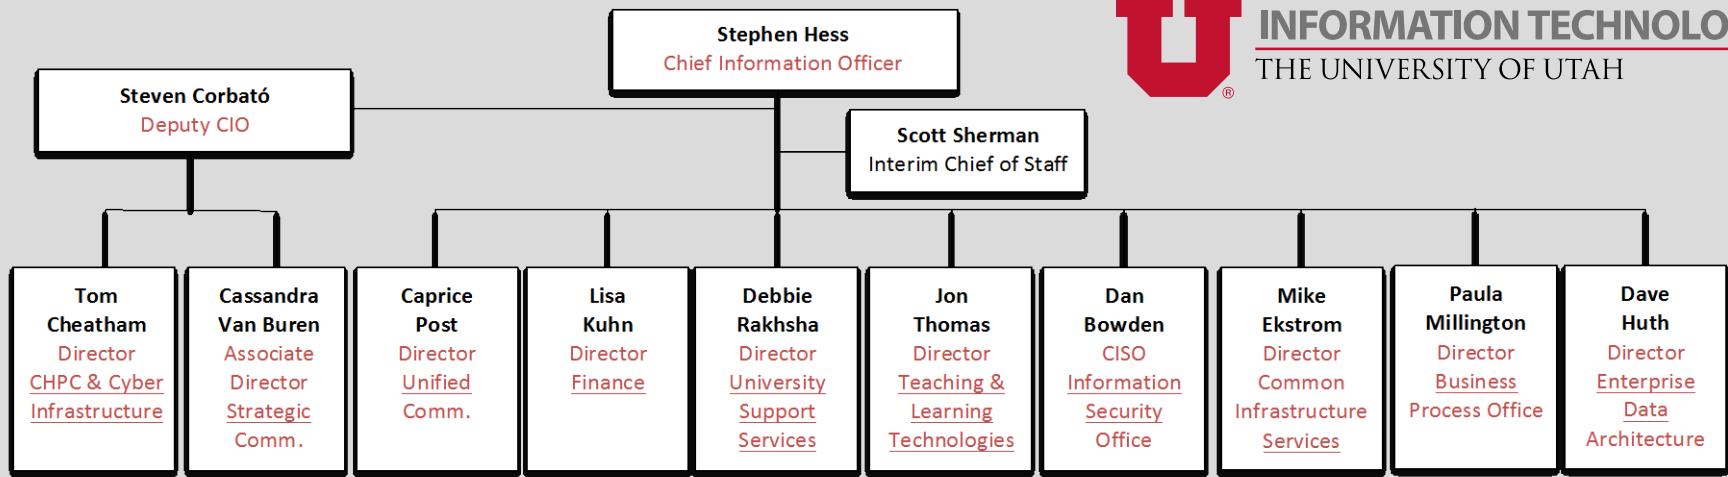 Stephen Hess
Chief Information Officer
INFORMATION TECHNOLO
THE UNIVERSITY OF UTAH
®
Steven Corbató
Deputy CIO
Scott Sherman
Interim Chief of Staff
Tom
Cheatham
Director
CHPC & Cyber
Infrastructure
Cassandra
Van Buren
Associate
Director
Strategic
Comm.
Caprice
Post
Director
Unified
Comm.
Lisa
Kuhn
Director
Finance
Debbie
Rakhsha
Director
University
Support
Services
Jon
Thomas
Director
Teaching &
Learning
Technologies
Dan
Bowden
CISO
Information
Security
Office
Mike
Ekstrom
Director
Common
Infrastructure
Services
Paula
Millington
Director
Business
Process Office
Dave
Huth
Director
Enterprise
Data
Architecture